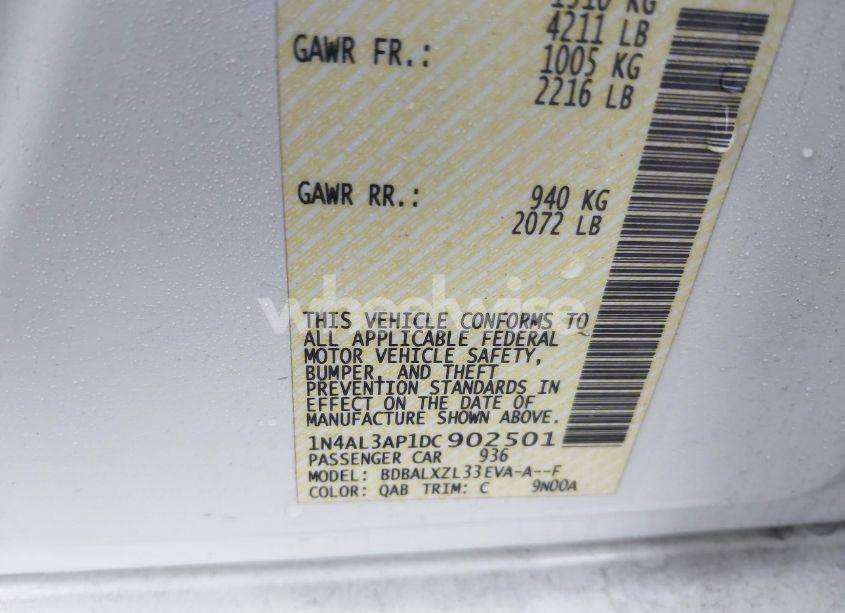 4211 LB
GAWR FR.: 1005 KG
2216 LB
GAWR RR.: 940 KG
2072 LB
wheelwise
THIS VEHICLE CONFORMS TO
ALL APPLICABLE FEDERAL
MOTOR VEHICLE SAFETY,
BUMPER, AND THEFT
PREVENTION STANDARDS IN
EFFECT ON THE DATE OF
MANUFACTURE SHOWN ABOVE.
1N4AL3AP1DC902501
PASSENGER CAR 936
MODEL: BDBALXZL33EVA-A--F
COLOR: QAB TRIM: C 9N00A